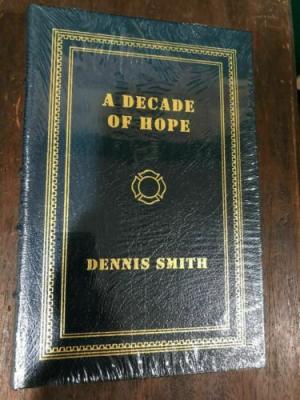 A DECADE
OF HOPE
DENNIS SMITH